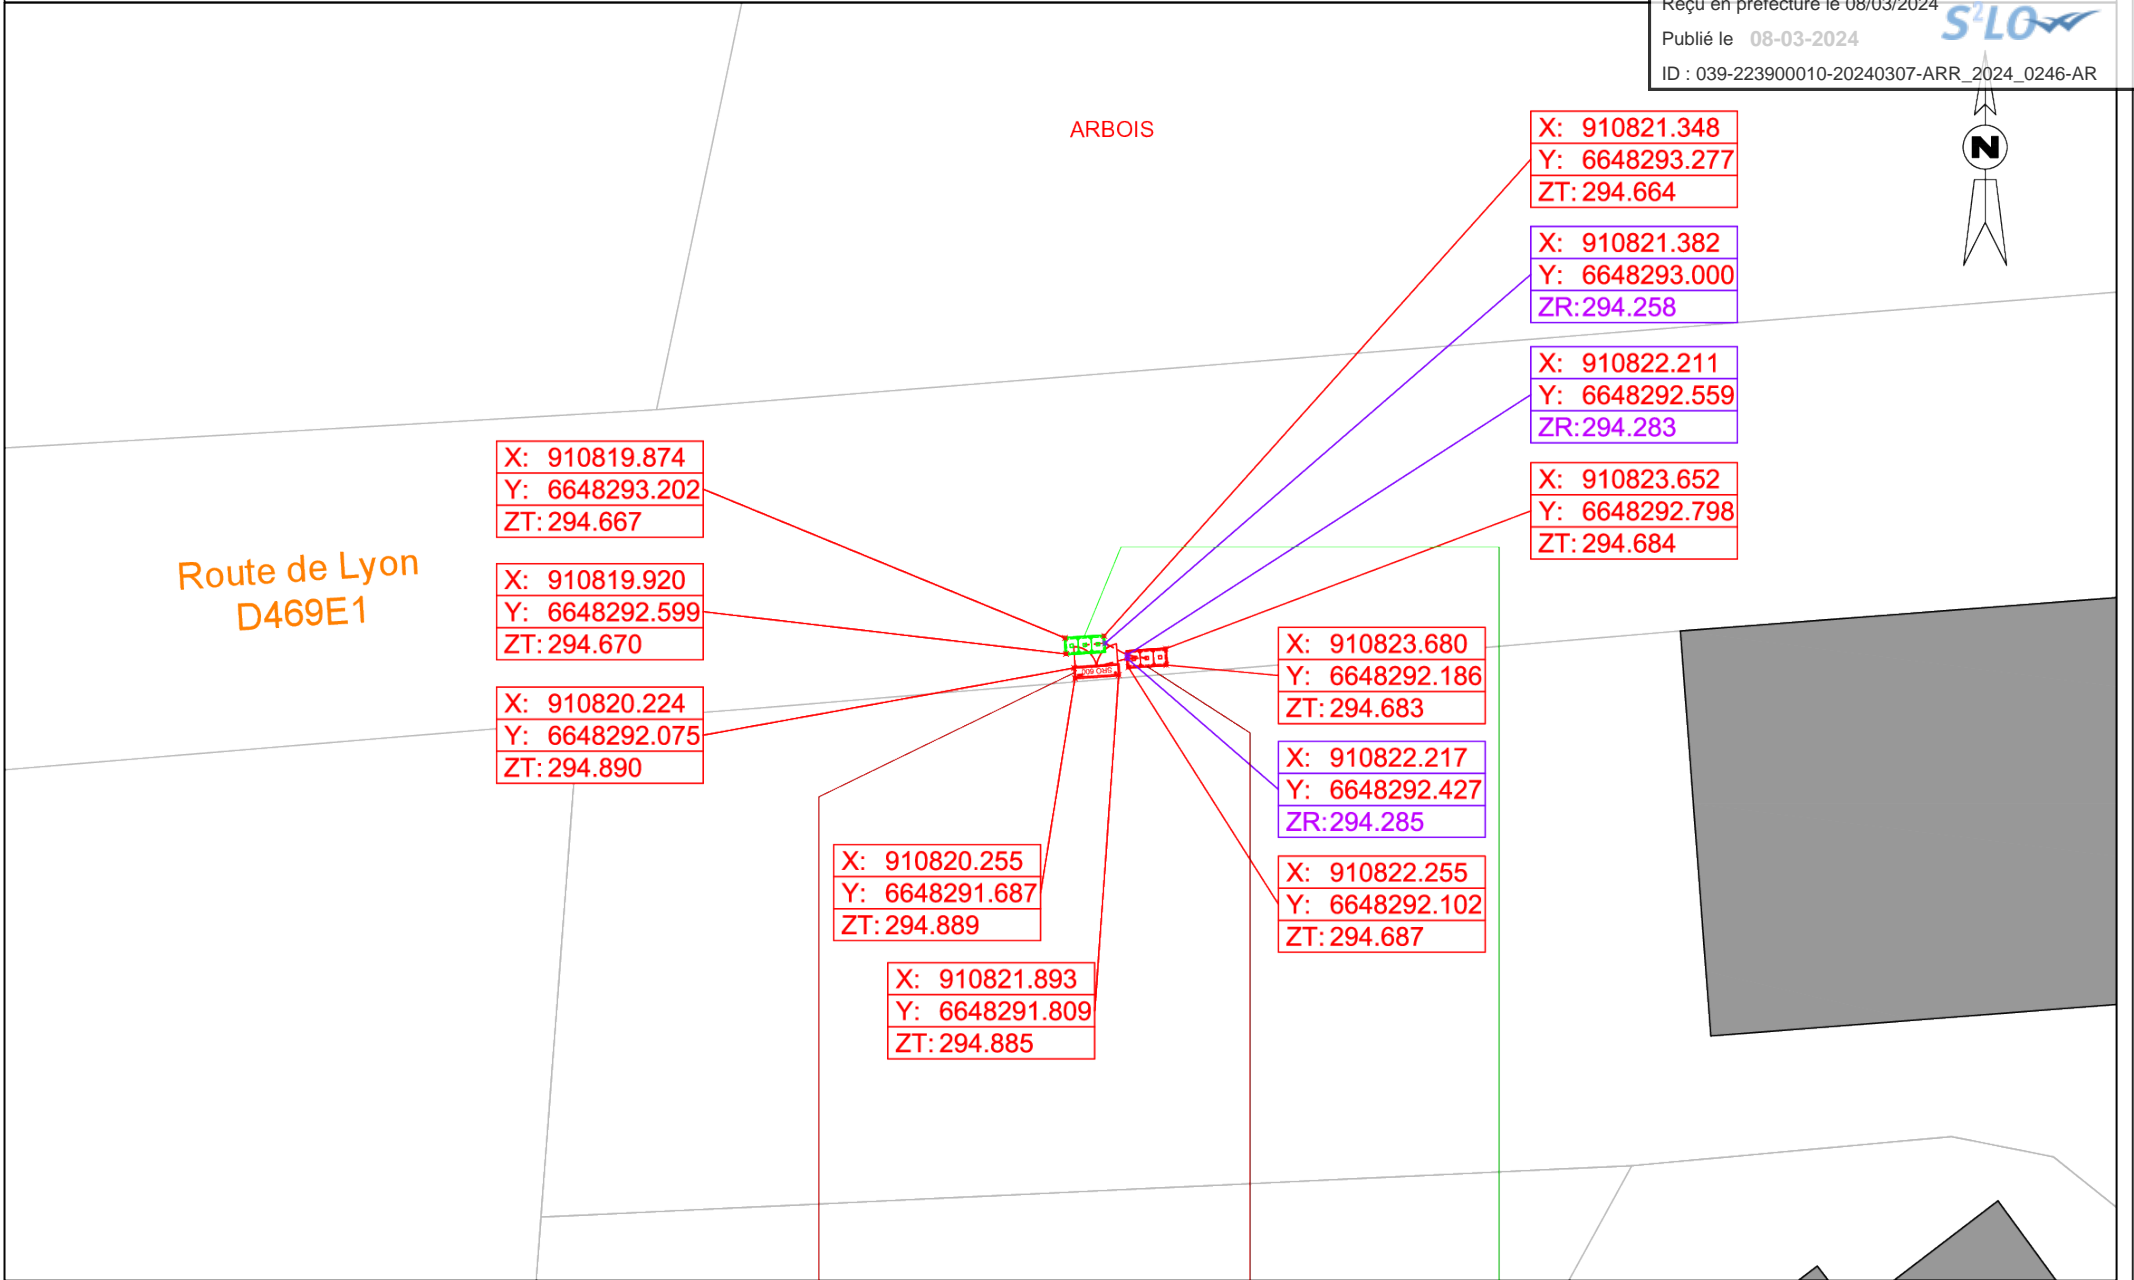 Reçu en préfecture le 08/03/2024
Publié le 08-03-2024
S²LO
ID : 039-223900010-20240307-ARR_2024_0246-AR
ARBOIS
N
X: 910821.348
Y: 6648293.277
ZT: 294.664
X: 910821.382
Y: 6648293.000
ZR: 294.258
X: 910822.211
Y: 6648292.559
ZR: 294.283
X: 910823.652
Y: 6648292.798
ZT: 294.684
X: 910819.874
Y: 6648293.202
ZT: 294.667
Route de Lyon
D469E1
X: 910819.920
Y: 6648292.599
ZT: 294.670
X: 910820.224
Y: 6648292.075
ZT: 294.890
SRO 600
X: 910823.680
Y: 6648292.186
ZT: 294.683
X: 910822.217
Y: 6648292.427
ZR: 294.285
X: 910822.255
Y: 6648292.102
ZT: 294.687
X: 910820.255
Y: 6648291.687
ZT: 294.889
X: 910821.893
Y: 6648291.809
ZT: 294.885